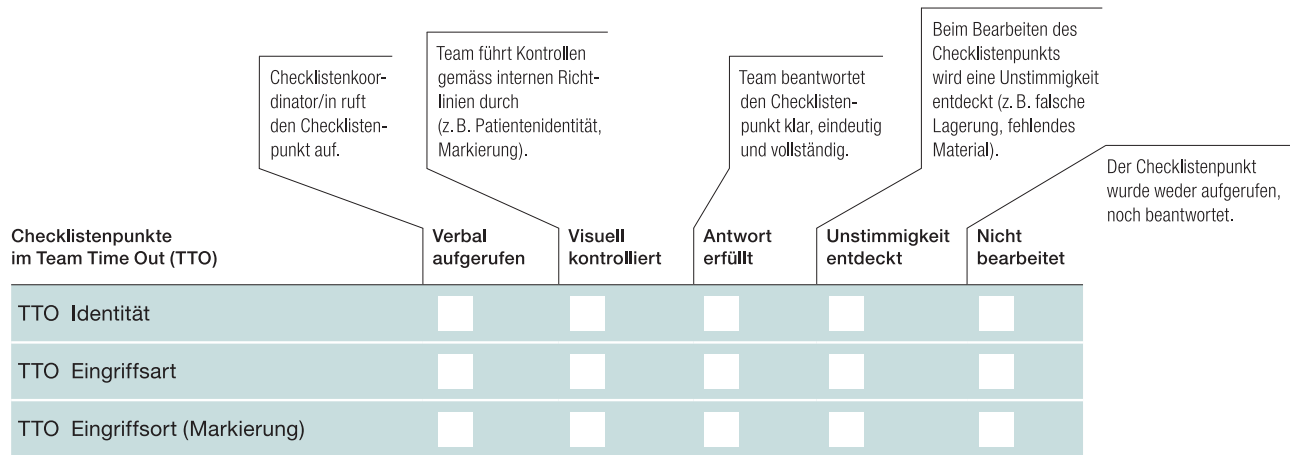 Checklistenkoor-
dinator/in ruft
den Checklisten-
punkt auf.
Team führt Kontrollen
gemäss internen Richt-
linien durch
(z. B. Patientenidentität,
Markierung).
Team beantwortet
den Checklisten-
punkt klar, eindeutig
und vollständig.
Beim Bearbeiten des
Checklistenpunkts
wird eine Unstimmigkeit
entdeckt (z. B. falsche
Lagerung, fehlendes
Material).
Der Checklistenpunkt
wurde weder aufgerufen,
noch beantwortet.
Checklistenpunkte
im Team Time Out (TTO)
Verbal
aufgerufen
Visuell
kontrolliert
Antwort
erfüllt
Unstimmigkeit
entdeckt
Nicht
bearbeitet
TTO Identität
TTO Eingriffsart
TTO Eingriffsort (Markierung)